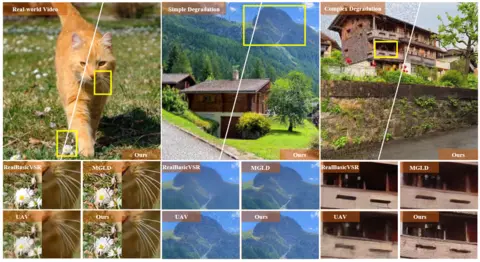 Real-world Video
Simple Degradation
Complex Degradation
Ours
Ours
Ours
RealBasicVSR
MGLD
RealBasicVSR
MGLD
RealBasicVSR
MGLD
UAV
Ours
UAV
Ours
UAV
Ours